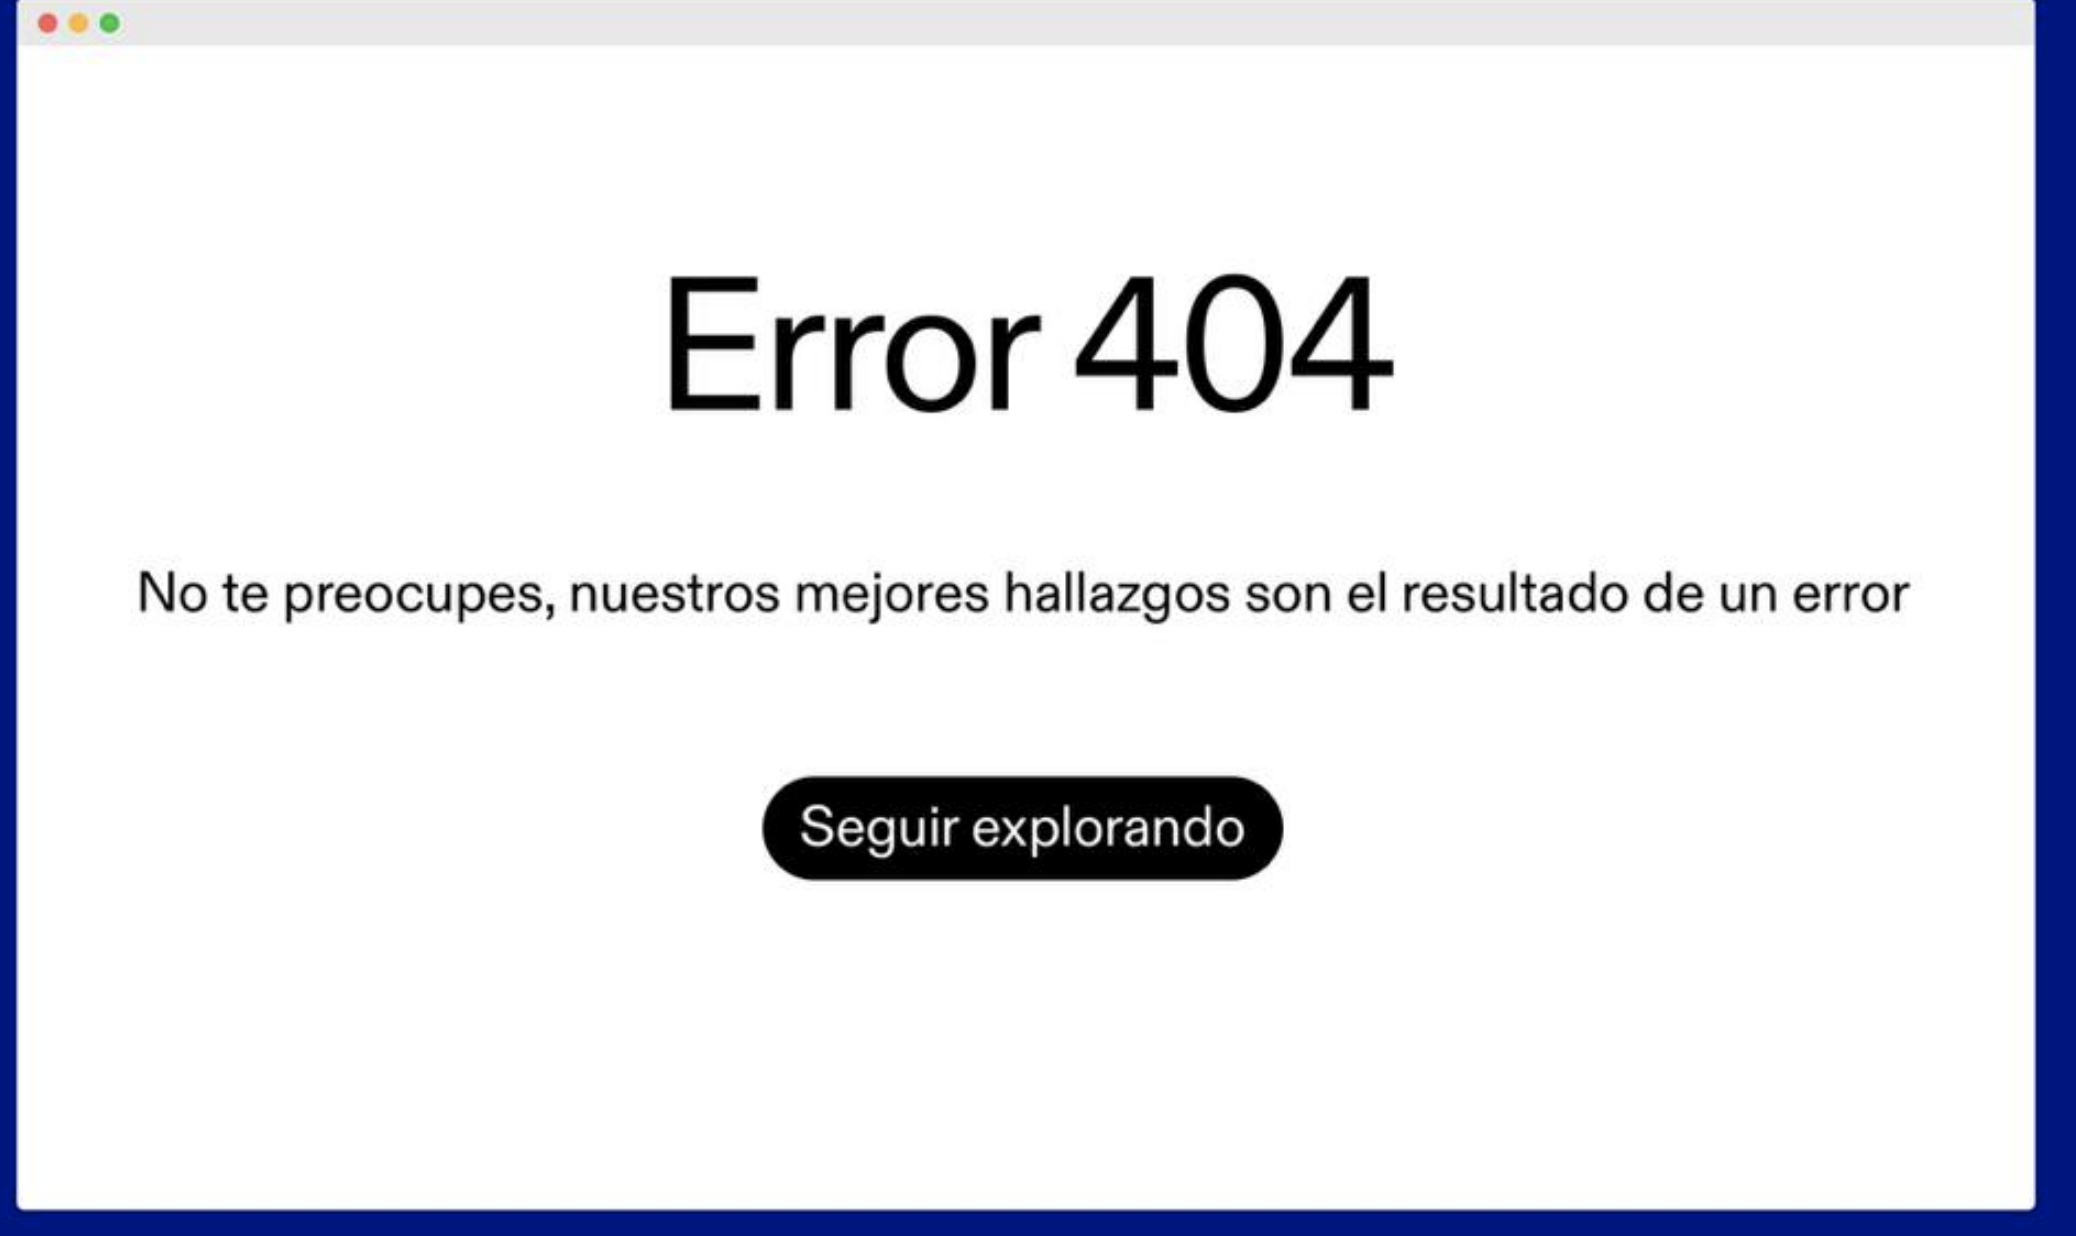 Error 404
No te preocupes, nuestros mejores hallazgos son el resultado de un error
Seguir explorando